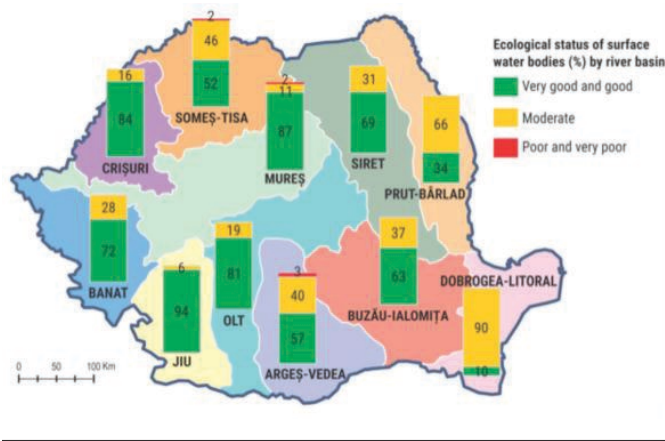 Ecological status of surface
water bodies (%) by river basin
Very good and good
Moderate
Poor and very poor
2
46
52
SOMEȘ-TISA
16
84
CRIȘURI
2
11
87
MUREȘ
31
69
SIRET
66
34
PRUT-BÂRLAD
28
72
BANAT
6
94
JIU
19
81
OLT
3
40
57
ARGEȘ-VEDEA
37
63
BUZĂU-IALOMIȚA
DOBROGEA-LITORAL
90
10
0 50 100 Km